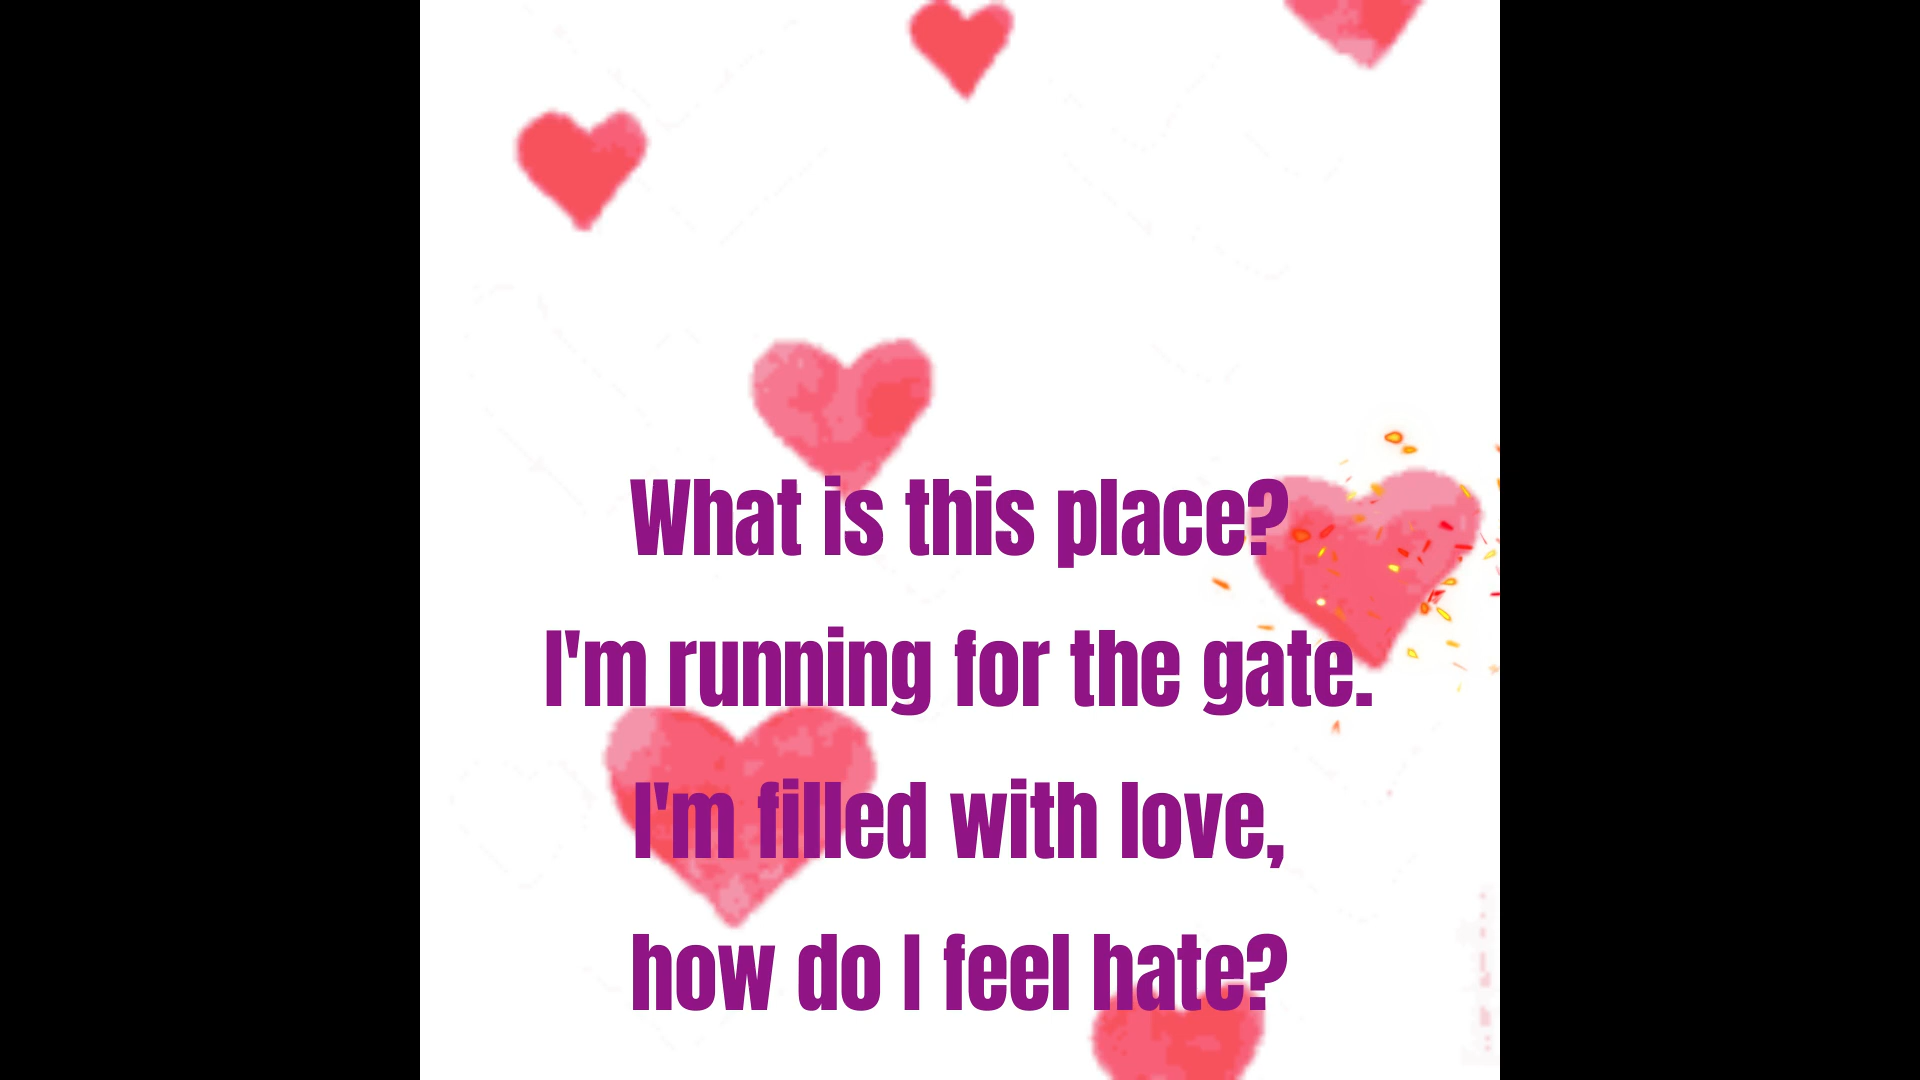 What is this place?
I'm running for the gate.
I'm filled with love,
how do I feel hate?